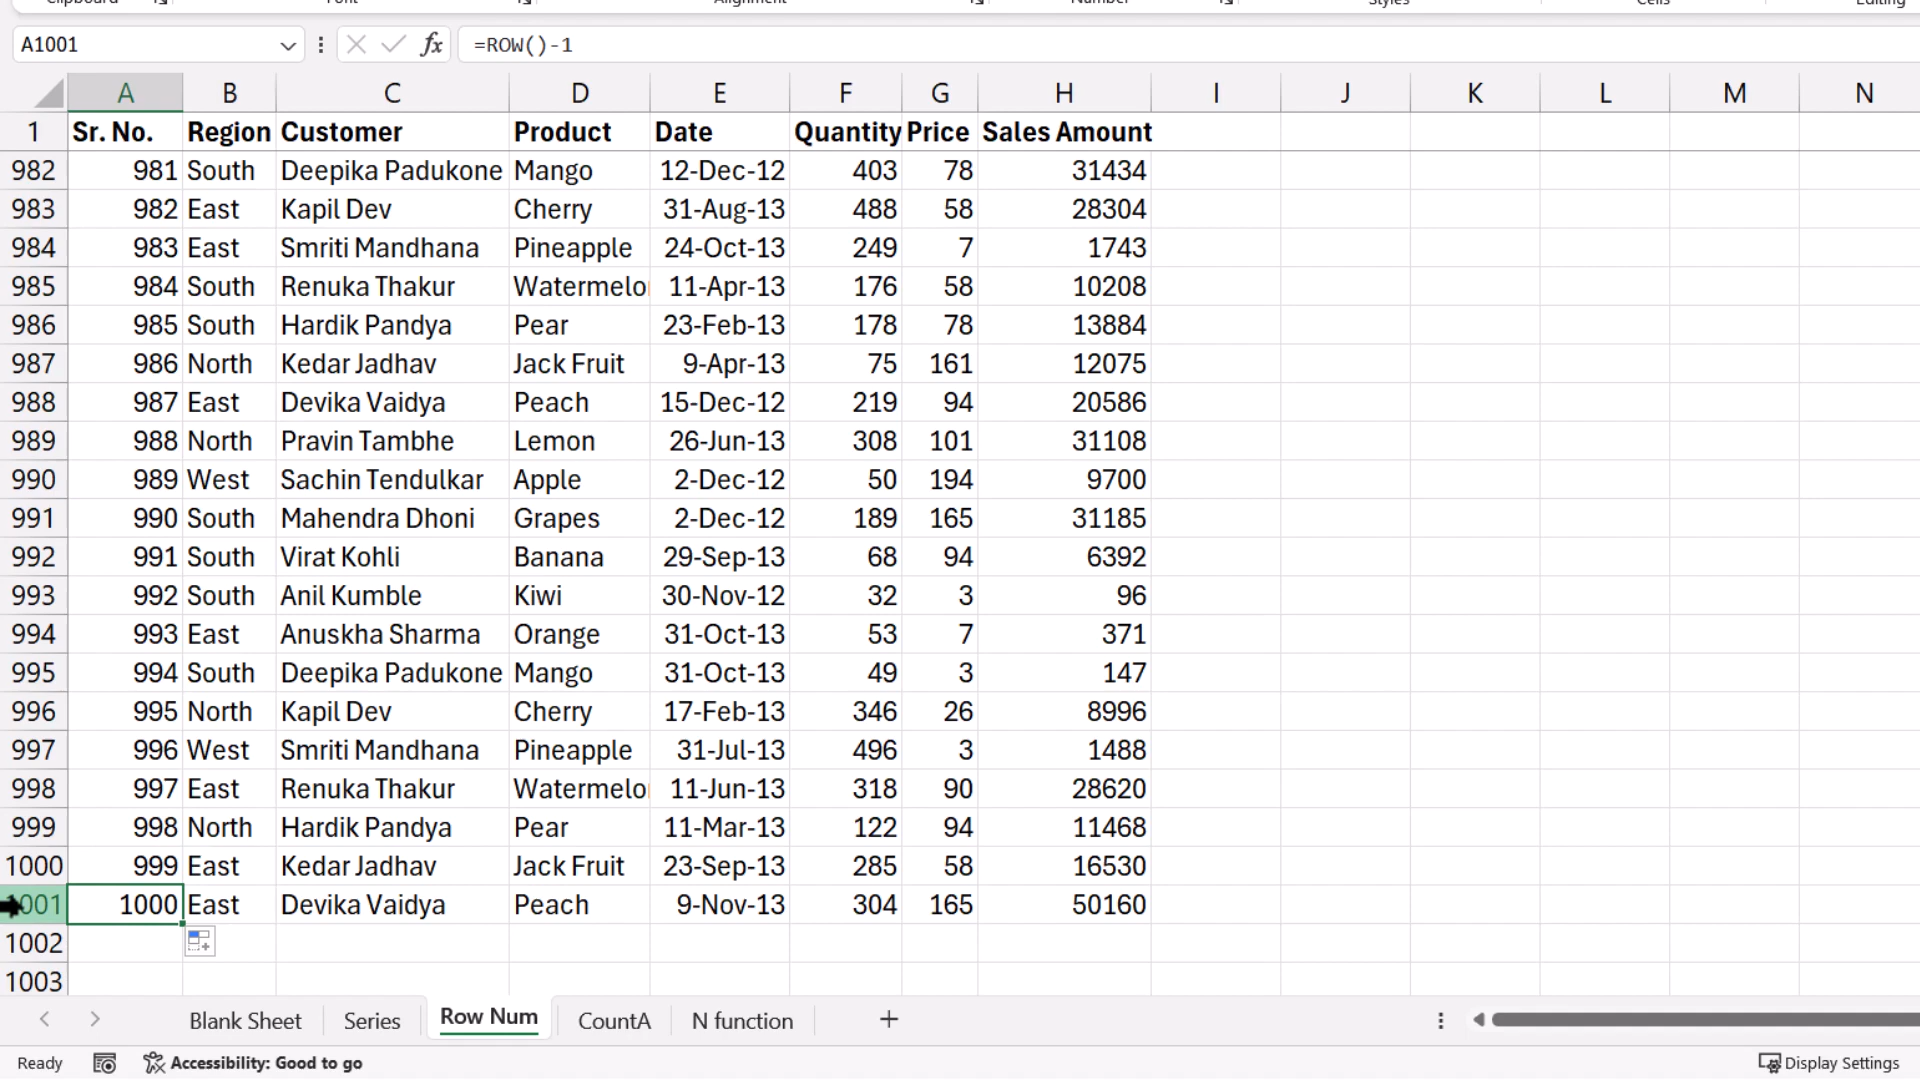 Clipboard Font Alignment Number Styles Cells Editing
A1001 fx =ROW()-1
A B C D E F G H I J K L M N
1 Sr. No. Region Customer Product Date Quantity Price Sales Amount
982 981 South Deepika Padukone Mango 12-Dec-12 403 78 31434
983 982 East Kapil Dev Cherry 31-Aug-13 488 58 28304
984 983 East Smriti Mandhana Pineapple 24-Oct-13 249 7 1743
985 984 South Renuka Thakur Watermelo 11-Apr-13 176 58 10208
986 985 South Hardik Pandya Pear 23-Feb-13 178 78 13884
987 986 North Kedar Jadhav Jack Fruit 9-Apr-13 75 161 12075
988 987 East Devika Vaidya Peach 15-Dec-12 219 94 20586
989 988 North Pravin Tambhe Lemon 26-Jun-13 308 101 31108
990 989 West Sachin Tendulkar Apple 2-Dec-12 50 194 9700
991 990 South Mahendra Dhoni Grapes 2-Dec-12 189 165 31185
992 991 South Virat Kohli Banana 29-Sep-13 68 94 6392
993 992 South Anil Kumble Kiwi 30-Nov-12 32 3 96
994 993 East Anuskha Sharma Orange 31-Oct-13 53 7 371
995 994 South Deepika Padukone Mango 31-Oct-13 49 3 147
996 995 North Kapil Dev Cherry 17-Feb-13 346 26 8996
997 996 West Smriti Mandhana Pineapple 31-Jul-13 496 3 1488
998 997 East Renuka Thakur Watermelo 11-Jun-13 318 90 28620
999 998 North Hardik Pandya Pear 11-Mar-13 122 94 11468
1000 999 East Kedar Jadhav Jack Fruit 23-Sep-13 285 58 16530
1001 1000 East Devika Vaidya Peach 9-Nov-13 304 165 50160
1002
1003
Blank Sheet Series Row Num CountA N function
Ready Accessibility: Good to go Display Settings